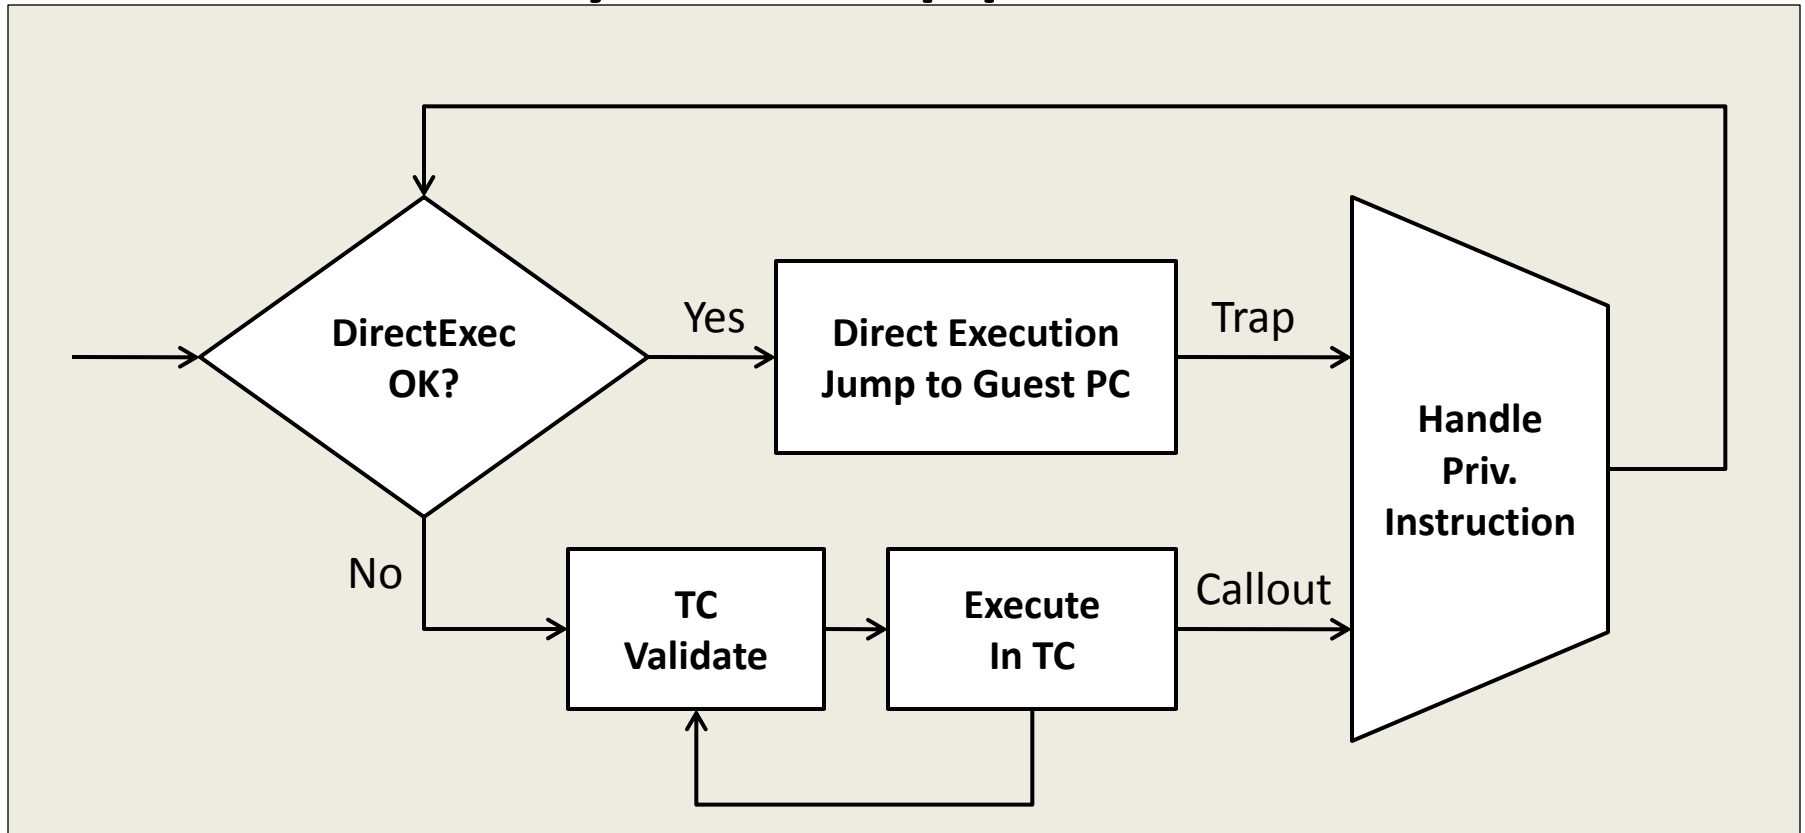 DirectExec
OK?
Yes
Direct Execution
Jump to Guest PC
Trap
Handle
Priv.
Instruction
No
TC
Validate
Execute
In TC
Callout